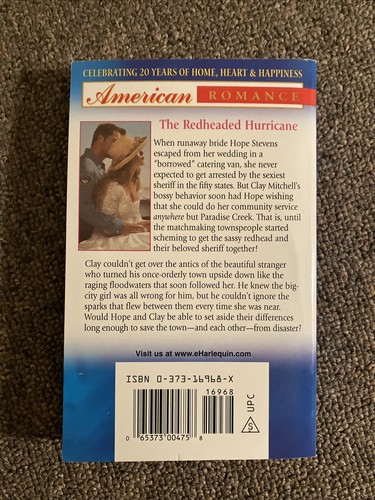 CELEBRATING 20 YEARS OF HOME, HEART & HAPPINESS
American ROMANCE
The Redheaded Hurricane
When runaway bride Hope Stevens
escaped from her wedding in a
"borrowed" catering van, she never
expected to get arrested by the sexiest
sheriff in the fifty states. But Clay Mitchell's
bossy behavior soon had Hope wishing
that she could do her community service
anywhere but Paradise Creek. That is, until
the matchmaking townspeople started
scheming to get the sassy redhead and
their beloved sheriff together!
Clay couldn't get over the antics of the beautiful stranger
who turned his once-orderly town upside down like the
raging floodwaters that soon followed her. He knew the big-
city girl was all wrong for him, but he couldn't ignore the
sparks that flew between them every time she was near.
Would Hope and Clay be able to set aside their differences
long enough to save the town—and each other—from disaster?
Visit us at www.eHarlequin.com
ISBN 0-373-16968-X
16968
0 65373 00475 8
S UPC